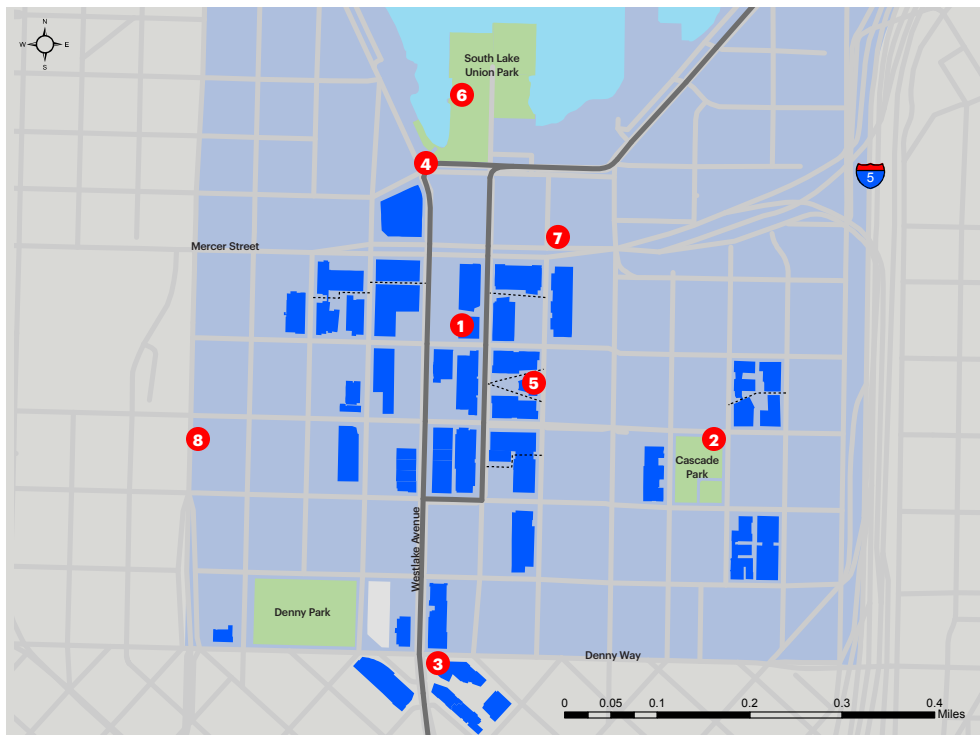 N
W E
S
South Lake
Union Park
6
4
5
7
Mercer Street
1
5
8
2
Cascade
Park
Westlake Avenue
Denny Park
Denny Way
3
0 0.05 0.1 0.2 0.3 0.4
Miles